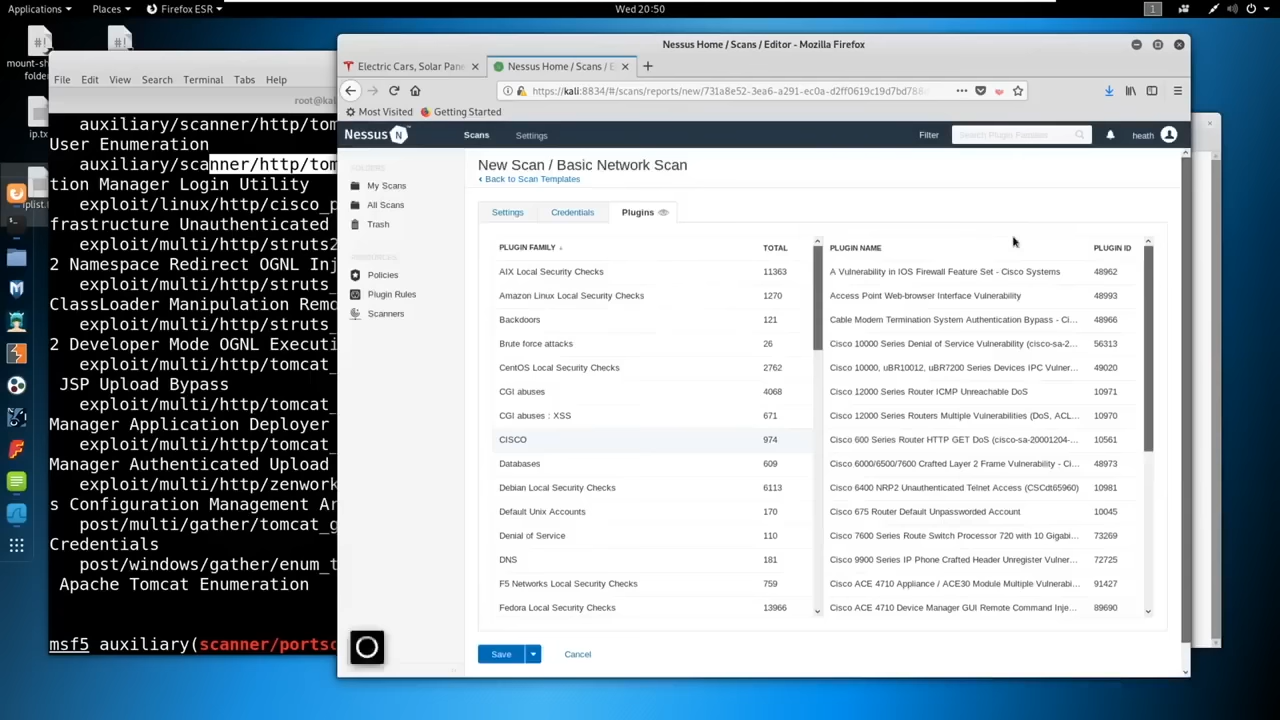 Applications
Places
Firefox ESR
Wed 20:50
1
mount-sh
folder
ip.tx
iplist.
File Edit View Search Terminal Tabs Help
root@kal
auxiliary/scanner/http/tom
User Enumeration
auxiliary/scanner/http/tom
tion Manager Login Utility
exploit/linux/http/cisco_p
frastructure Unauthenticated
exploit/multi/http/struts2
2 Namespace Redirect OGNL Inj
exploit/multi/http/struts_
ClassLoader Manipulation Remo
exploit/multi/http/struts_
2 Developer Mode OGNL Executi
exploit/multi/http/tomcat_
JSP Upload Bypass
exploit/multi/http/tomcat_
Manager Application Deployer
exploit/multi/http/tomcat_
Manager Authenticated Upload
exploit/multi/http/zenwork
s Configuration Management Ar
post/multi/gather/tomcat_g
Credentials
post/windows/gather/enum_t
Apache Tomcat Enumeration
msf5 auxiliary(scanner/portsc
Nessus Home / Scans / Editor - Mozilla Firefox
Electric Cars, Solar Pane
Nessus Home / Scans / E
https://kali:8834/#/scans/reports/new/731a8e52-3ea6-a291-ec0a-d2ff0619c19d7bd788
Most Visited
Getting Started
Nessus N
Scans
Settings
Filter
Search Plugin Families
heath
FOLDERS
My Scans
All Scans
Trash
RESOURCES
Policies
Plugin Rules
Scanners
New Scan / Basic Network Scan
‹ Back to Scan Templates
Settings
Credentials
Plugins
PLUGIN FAMILY TOTAL
AIX Local Security Checks 11363
Amazon Linux Local Security Checks 1270
Backdoors 121
Brute force attacks 26
CentOS Local Security Checks 2762
CGI abuses 4068
CGI abuses : XSS 671
CISCO 974
Databases 609
Debian Local Security Checks 6113
Default Unix Accounts 170
Denial of Service 110
DNS 181
F5 Networks Local Security Checks 759
Fedora Local Security Checks 13966
PLUGIN NAME PLUGIN ID
A Vulnerability in IOS Firewall Feature Set - Cisco Systems 48962
Access Point Web-browser Interface Vulnerability 48993
Cable Modem Termination System Authentication Bypass - Ci... 48966
Cisco 10000 Series Denial of Service Vulnerability (cisco-sa-2... 56313
Cisco 10000, uBR10012, uBR7200 Series Devices IPC Vulner... 49020
Cisco 12000 Series Router ICMP Unreachable DoS 10971
Cisco 12000 Series Routers Multiple Vulnerabilities (DoS, ACL... 10970
Cisco 600 Series Router HTTP GET DoS (cisco-sa-20001204-... 10561
Cisco 6000/6500/7600 Crafted Layer 2 Frame Vulnerability - Ci... 48973
Cisco 6400 NRP2 Unauthenticated Telnet Access (CSCdt65960) 10981
Cisco 675 Router Default Unpassworded Account 10045
Cisco 7600 Series Route Switch Processor 720 with 10 Gigabi... 73269
Cisco 9900 Series IP Phone Crafted Header Unregister Vulner... 72725
Cisco ACE 4710 Appliance / ACE30 Module Multiple Vulnerabi... 91427
Cisco ACE 4710 Device Manager GUI Remote Command Inje... 89690
Save
Cancel